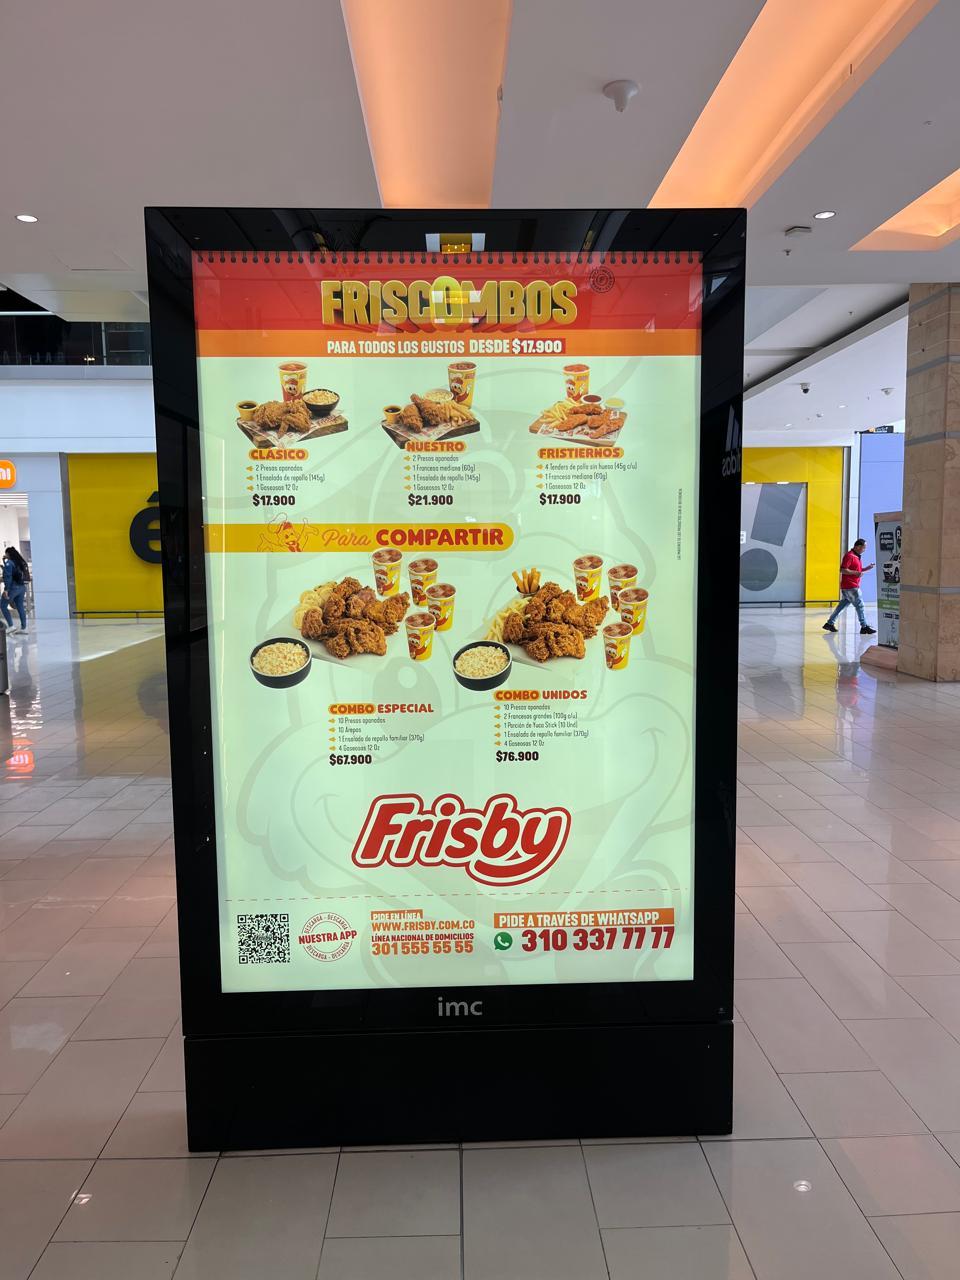 FRISCOMBOS
PARA TODOS LOS GUSTOS DESDE $17.900
CLÁSICO
2 Presas apanadas
1 Ensalada de repollo (145g)
1 Gaseosas 12 Oz
$17.900
NUESTRO
2 Presas apanadas
1 Francesa mediana (60g)
1 Ensalada de repollo (145g)
1 Gaseosas 12 Oz
$21.900
FRISTIERNOS
4 Tenders de pollo sin hueso (45g c/u)
1 Francesa mediana (60g)
1 Gaseosas 12 Oz
$17.900
Para COMPARTIR
COMBO ESPECIAL
10 Presas apanadas
10 Arepas
1 Ensalada de repollo familiar (370g)
4 Gaseosas 12 Oz
$67.900
COMBO UNIDOS
10 Presas apanadas
2 Francesas grandes (100g c/u)
1 Porción de Yuca Stick (10 Und)
1 Ensalada de repollo familiar (370g)
4 Gaseosas 12 Oz
$76.900
Frisby
DESCARGA - DESCARGA
NUESTRA APP
DESCARGA - DESCARGA
PIDE EN LÍNEA
WWW.FRISBY.COM.CO
LÍNEA NACIONAL DE DOMICILIOS
301 555 55 55
PIDE A TRAVÉS DE WHATSAPP
310 337 77 77
imc